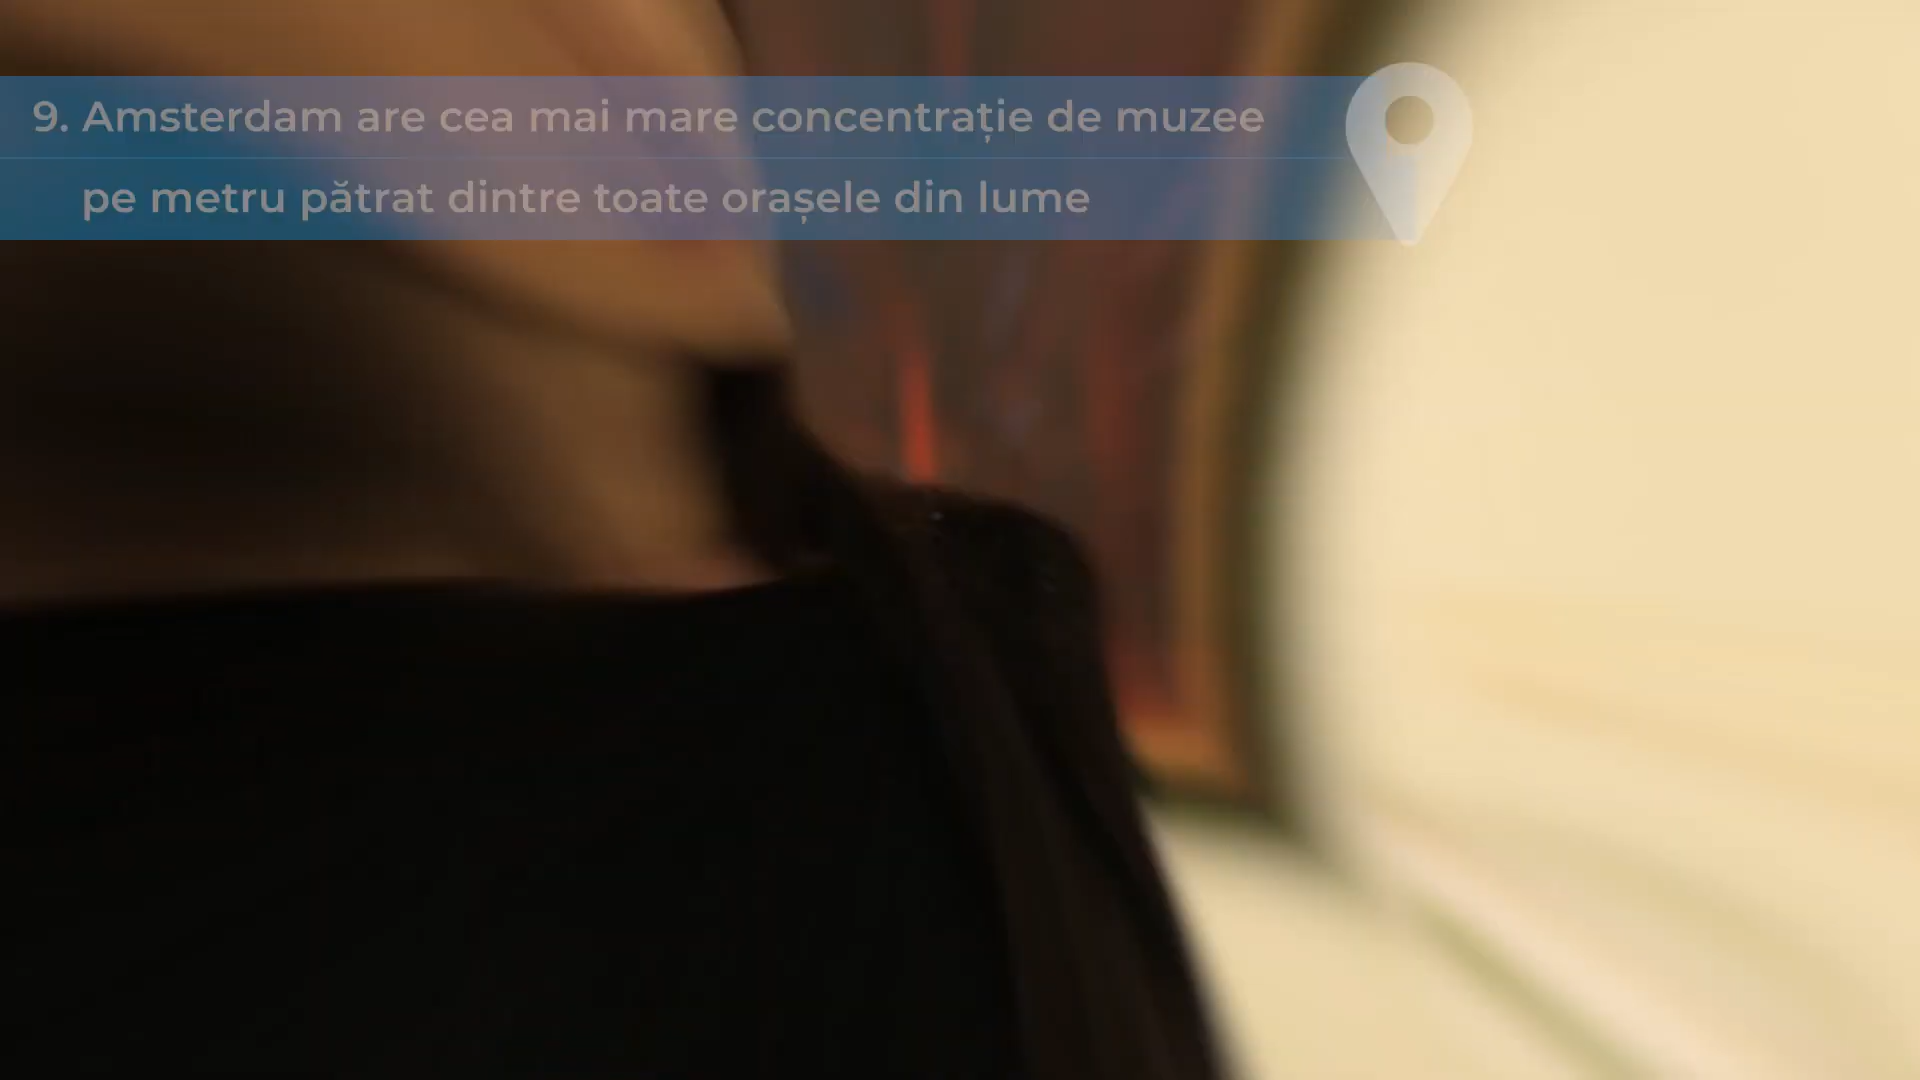 9. Amsterdam are cea mai mare concentrație de muzee
pe metru pătrat dintre toate orașele din lume